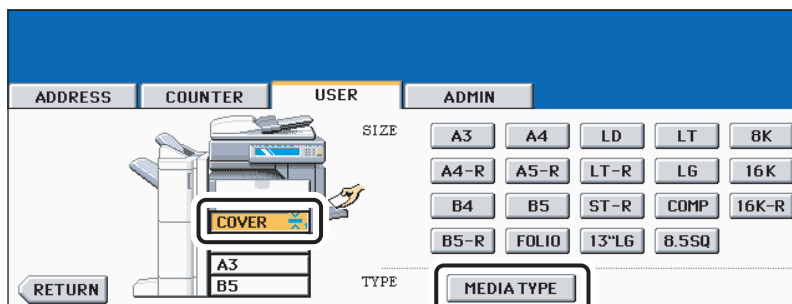 ADDRESS COUNTER USER ADMIN
SIZE A3 A4 LD LT 8K
A4-R A5-R LT-R LG 16K
COVER 1 B4 B5 ST-R COMP 16K-R
B5-R FOLIO 13"LG 8.5SQ
A3
RETURN B5 TYPE MEDIA TYPE